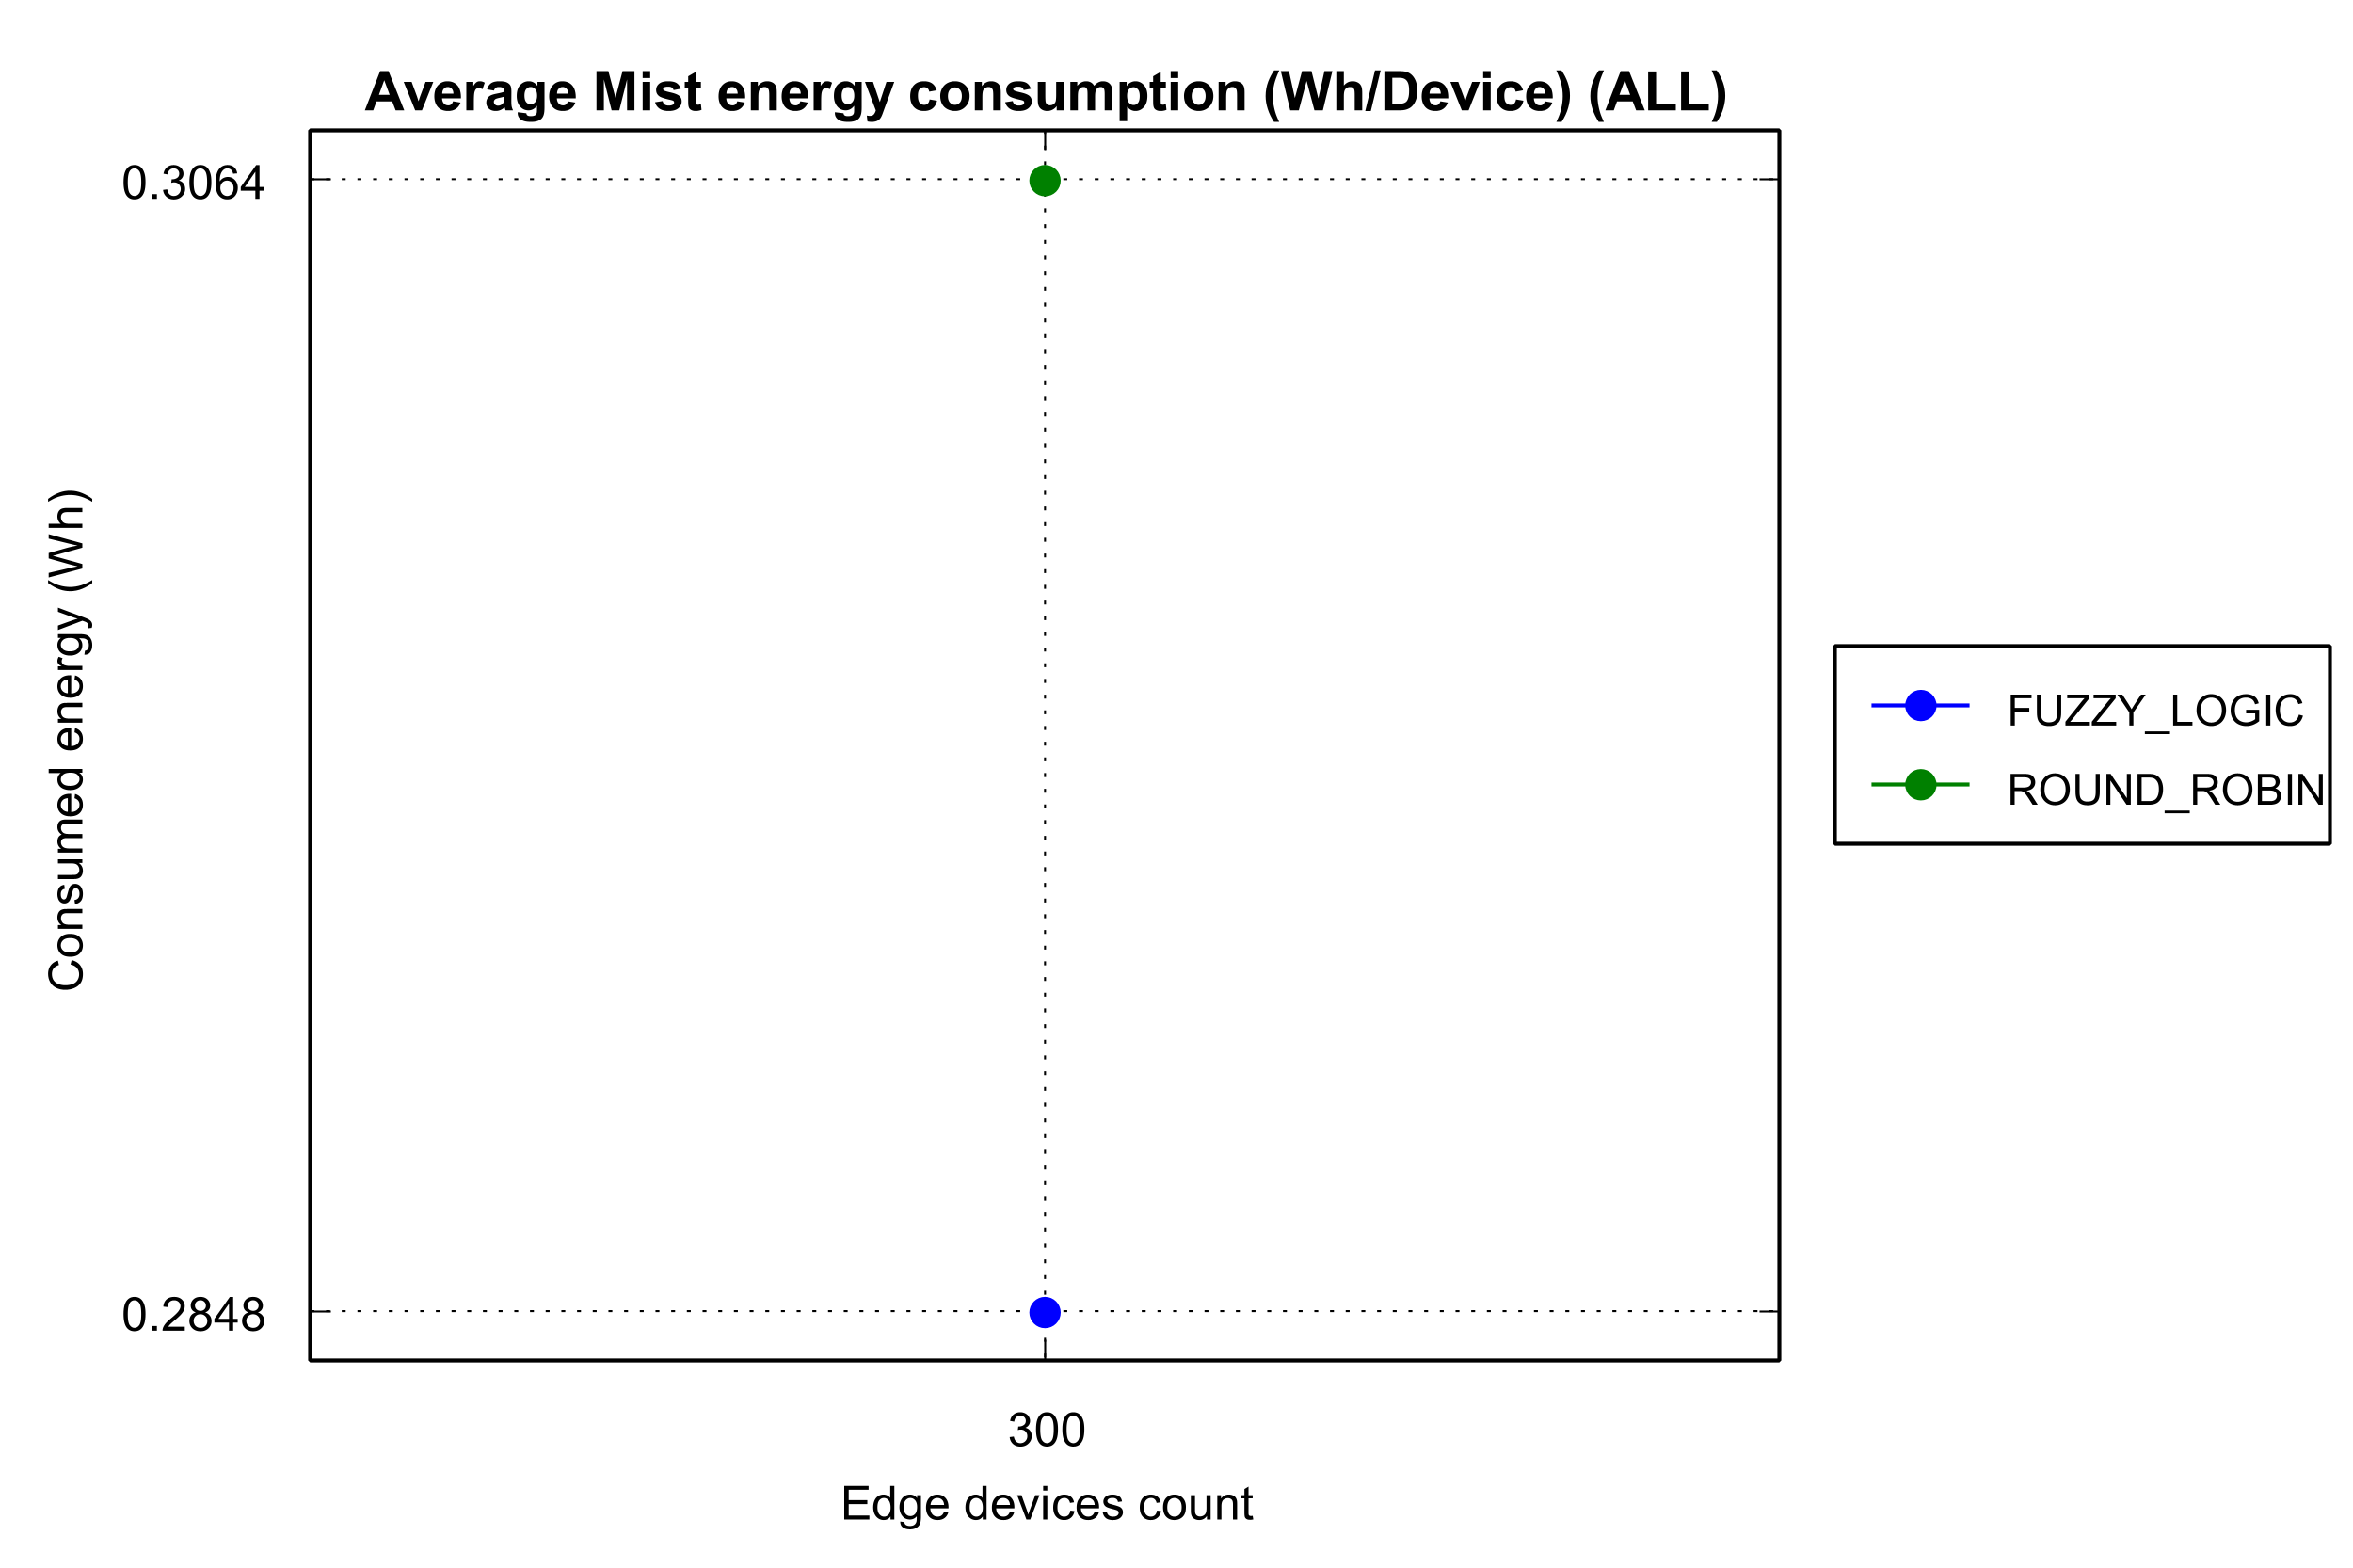 Average Mist energy consumption (Wh/Device) (ALL)
0.3064
Consumed energy (Wh)
FUZZY_LOGIC
ROUND_ROBIN
0.2848
300
Edge devices count